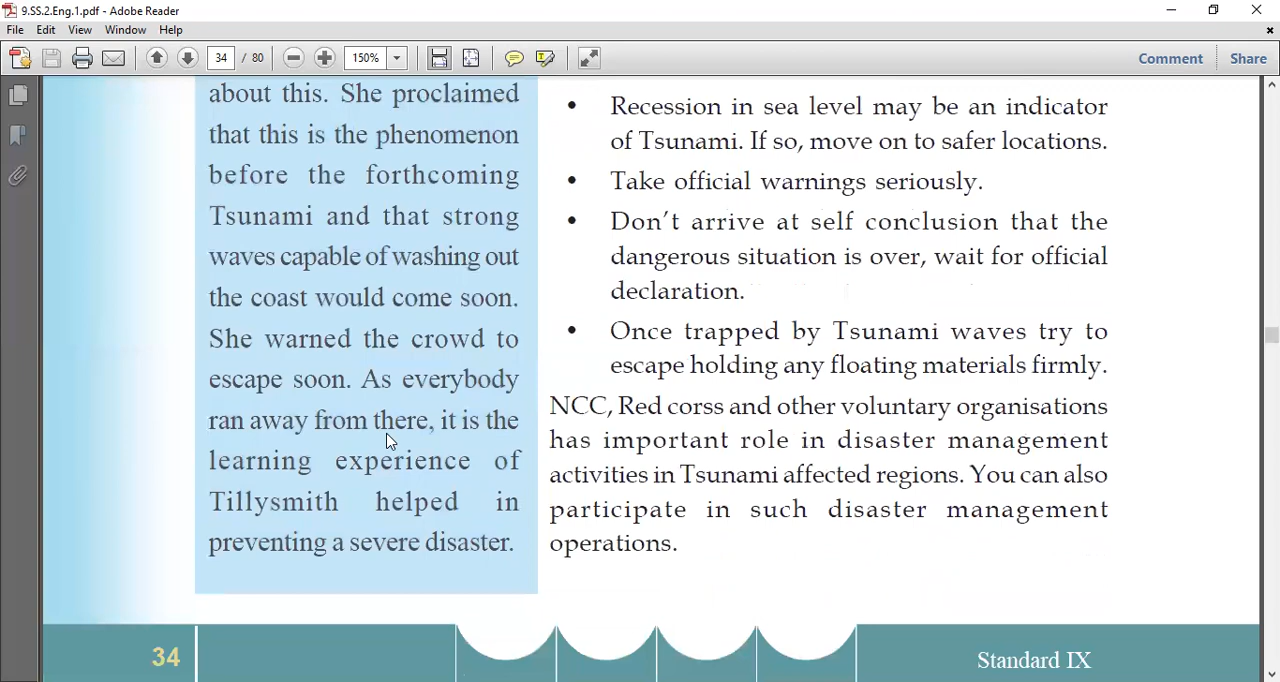 9.SS.2.Eng.1.pdf - Adobe Reader
File Edit View Window Help
34 / 80 150% Comment Share
about this. She proclaimed
that this is the phenomenon
before the forthcoming
Tsunami and that strong
waves capable of washing out
the coast would come soon.
She warned the crowd to
escape soon. As everybody
ran away from there, it is the
learning experience of
Tillysmith helped in
preventing a severe disaster.
• Recession in sea level may be an indicator
of Tsunami. If so, move on to safer locations.
• Take official warnings seriously.
• Don't arrive at self conclusion that the
dangerous situation is over, wait for official
declaration.
• Once trapped by Tsunami waves try to
escape holding any floating materials firmly.
NCC, Red corss and other voluntary organisations
has important role in disaster management
activities in Tsunami affected regions. You can also
participate in such disaster management
operations.
34
Standard IX